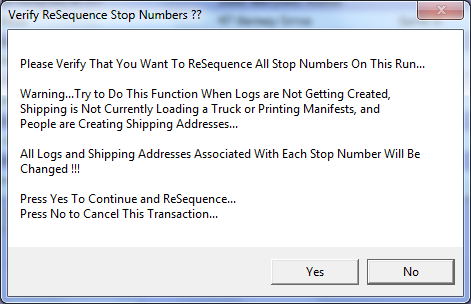 Verify ReSequence Stop Numbers ??
Please Verify That You Want To ReSequence All Stop Numbers On This Run...
Warning...Try to Do This Function When Logs are Not Getting Created,
Shipping is Not Currently Loading a Truck or Printing Manifests, and
People are Creating Shipping Addresses...
All Logs and Shipping Addresses Associated With Each Stop Number Will Be
Changed !!!
Press Yes To Continue and ReSequence...
Press No to Cancel This Transaction...
Yes
No